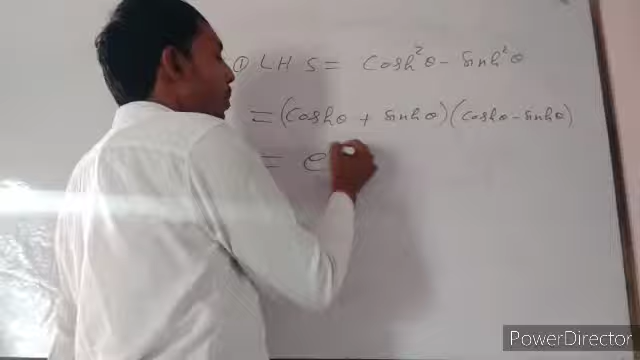 ① LHS = Cosh²θ - Sinh²θ
= (Coshθ + Sinhθ)(Coshθ - Sinhθ)
= e
PowerDirector